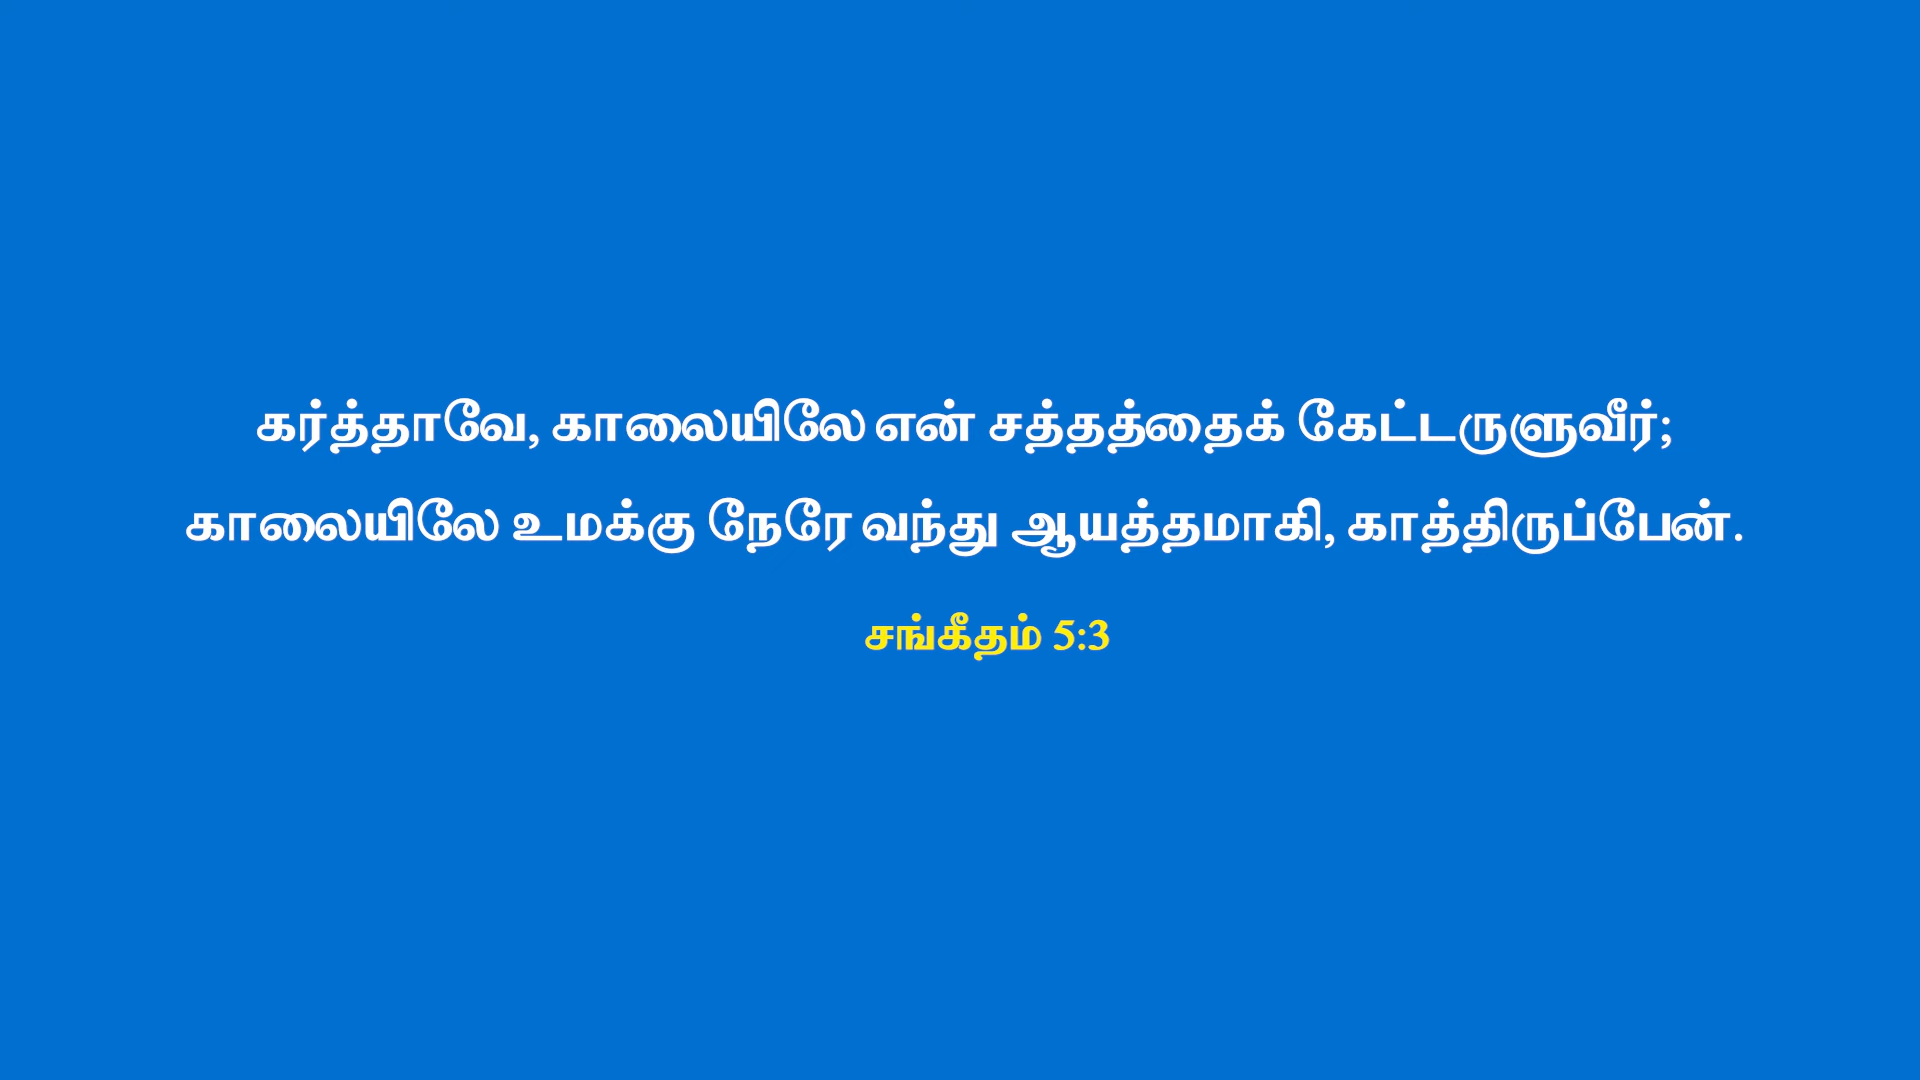 கர்த்தாவே, காலையிலே என் சத்தத்தைக் கேட்டருளுவீர்;
காலையிலே உமக்கு நேரே வந்து ஆயத்தமாகி, காத்திருப்பேன்.
சங்கீதம் 5:3